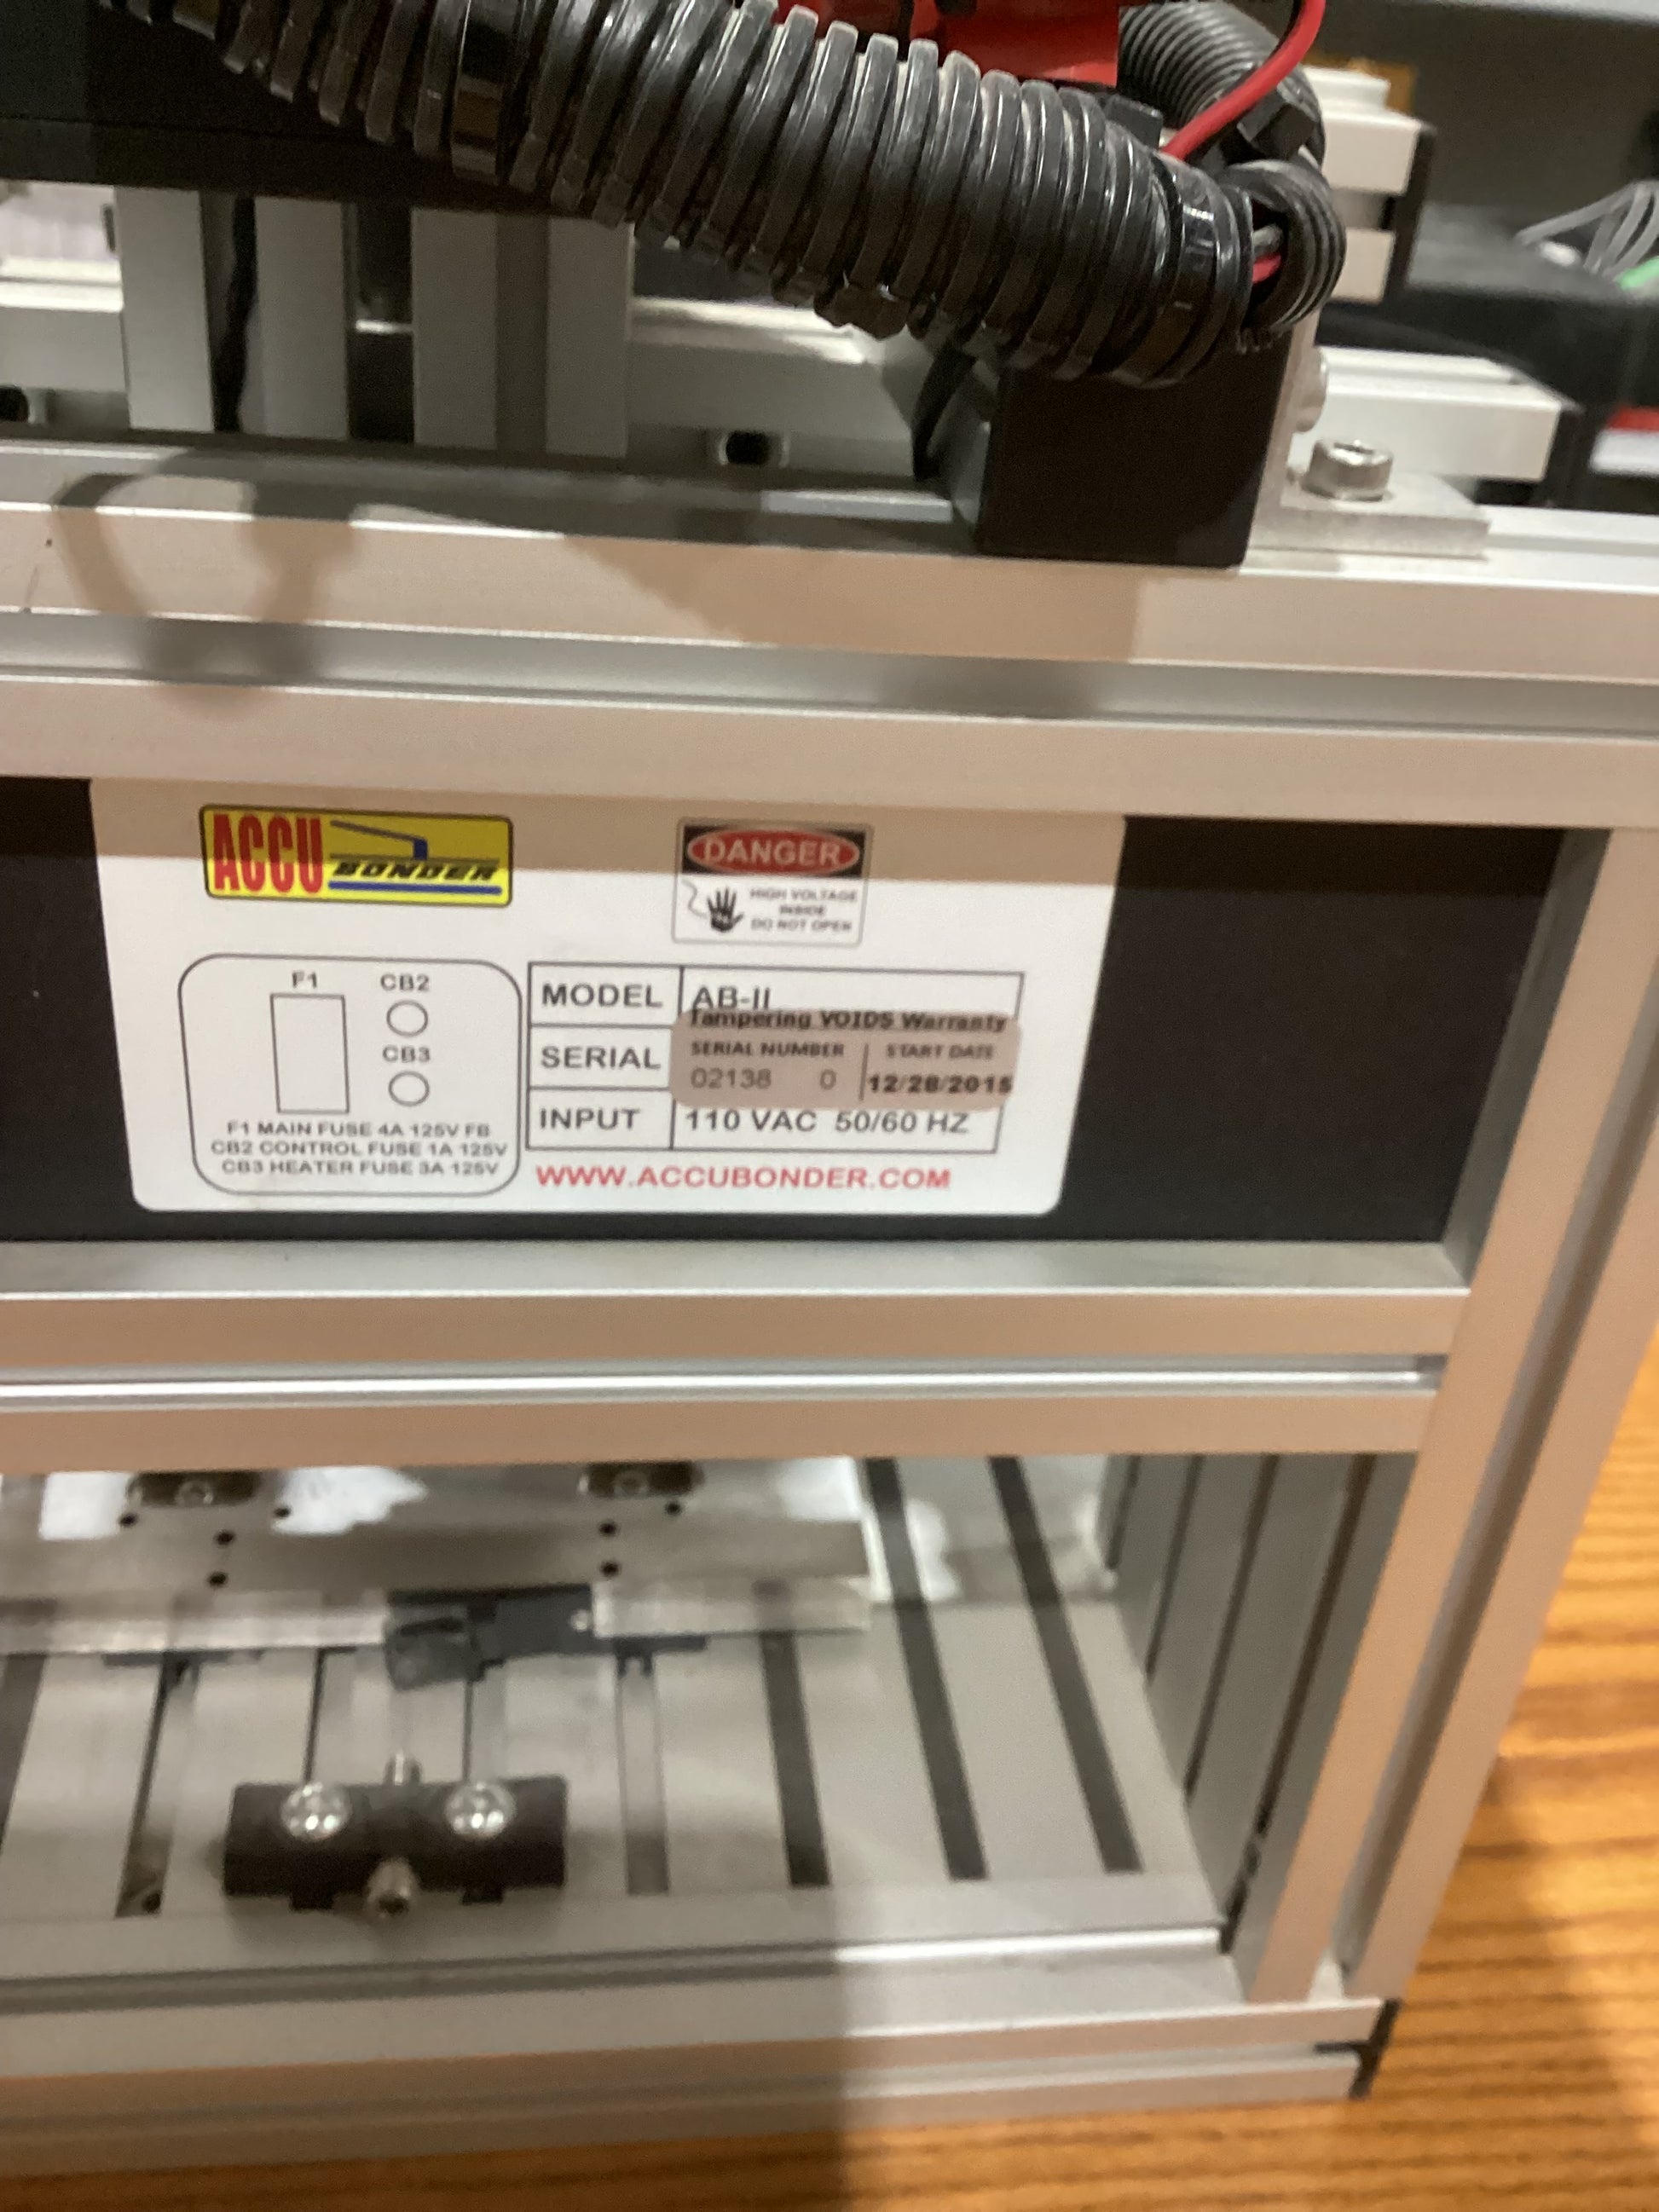 ACCU BONDER
DANGER
HIGH VOLTAGE
INSIDE
DO NOT OPEN
F1 CB2
CB3
F1 MAIN FUSE 4A 125V FB
CB2 CONTROL FUSE 1A 125V
CB3 HEATER FUSE 3A 125V
MODEL AB-II
Tampering VOIDS Warranty
SERIAL
SERIAL NUMBER START DATE
02138 0 12/28/2015
INPUT 110 VAC 50/60 HZ
WWW.ACCUBONDER.COM